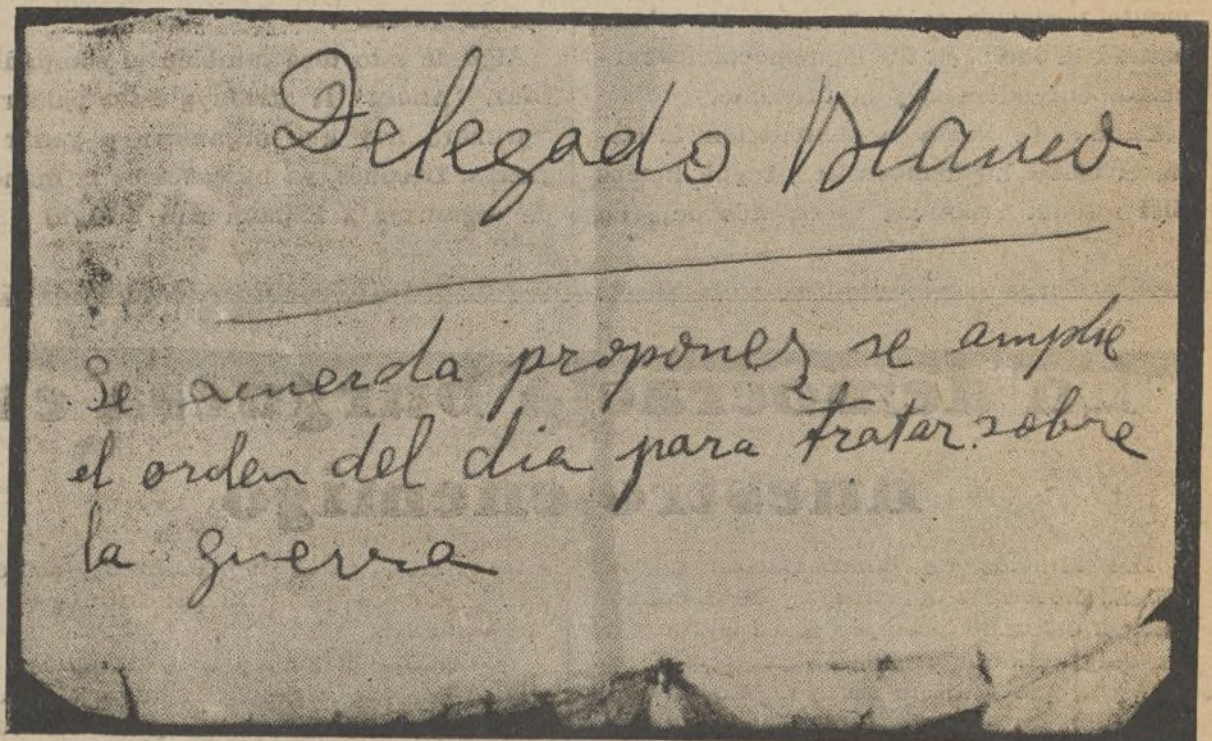 Delegado Blanco
Se acuerda proponer se amplie
el orden del dia para tratar sobre
la guerra